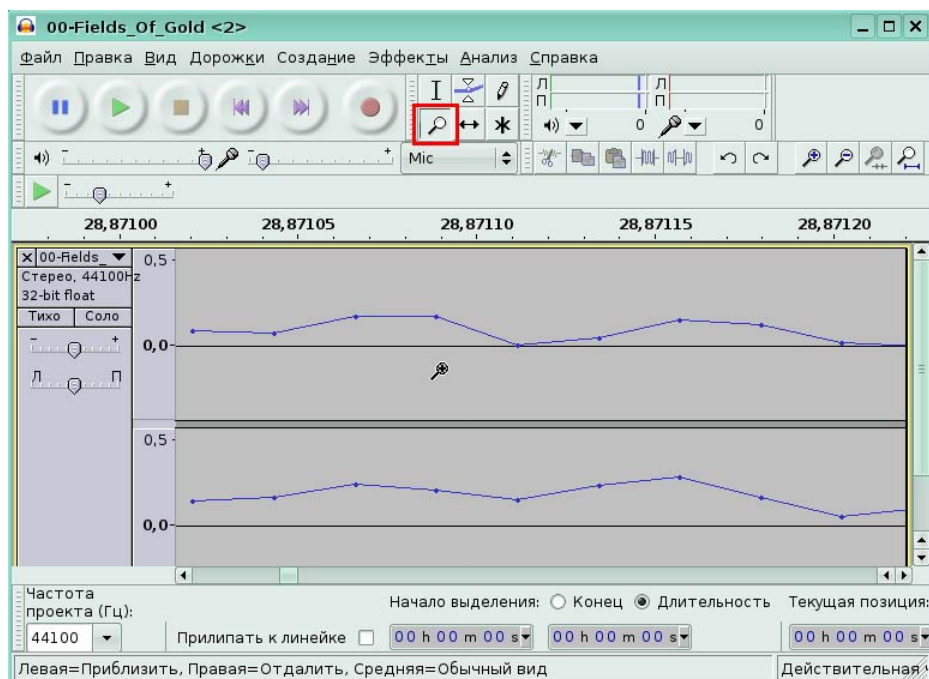 00-Fields_Of_Gold <2>
Файл Правка Вид Дорожки Создание Эффекты Анализ Справка
Л
П
Л
П
0
0
Mic
28,87100 28,87105 28,87110 28,87115 28,87120
00-Fields_
Стерео, 44100Hz
32-bit float
Тихо Соло
- +
Л П
0,5
0,0
0,5
0,0
Частота
проекта (Гц):
44100
Прилипать к линейке
Начало выделения: Конец Длительность
00 h 00 m 00 s 00 h 00 m 00 s
Текущая позиция:
00 h 00 m 00 s
Левая=Приблизить, Правая=Отдалить, Средняя=Обычный вид
Действительная